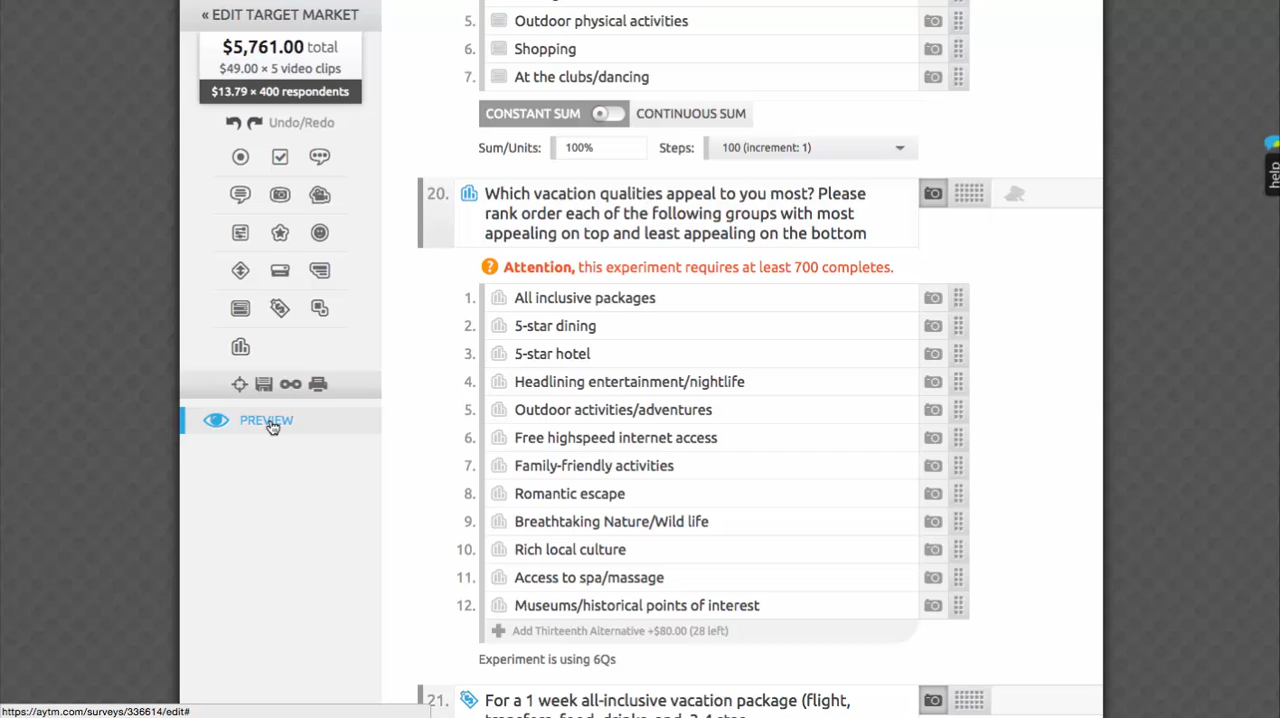 « EDIT TARGET MARKET
$5,761.00 total
$49.00 × 5 video clips
$13.79 × 400 respondents
Undo/Redo
PREVIEW
5. Outdoor physical activities
6. Shopping
7. At the clubs/dancing
CONSTANT SUM CONTINUOUS SUM
Sum/Units: 100% Steps: 100 (increment: 1)
20. Which vacation qualities appeal to you most? Please
rank order each of the following groups with most
appealing on top and least appealing on the bottom
? Attention, this experiment requires at least 700 completes.
1. All inclusive packages
2. 5-star dining
3. 5-star hotel
4. Headlining entertainment/nightlife
5. Outdoor activities/adventures
6. Free highspeed internet access
7. Family-friendly activities
8. Romantic escape
9. Breathtaking Nature/Wild life
10. Rich local culture
11. Access to spa/massage
12. Museums/historical points of interest
Add Thirteenth Alternative +$80.00 (28 left)
Experiment is using 6Qs
21. For a 1 week all-inclusive vacation package (flight,
help
https://aytm.com/surveys/336614/edit#